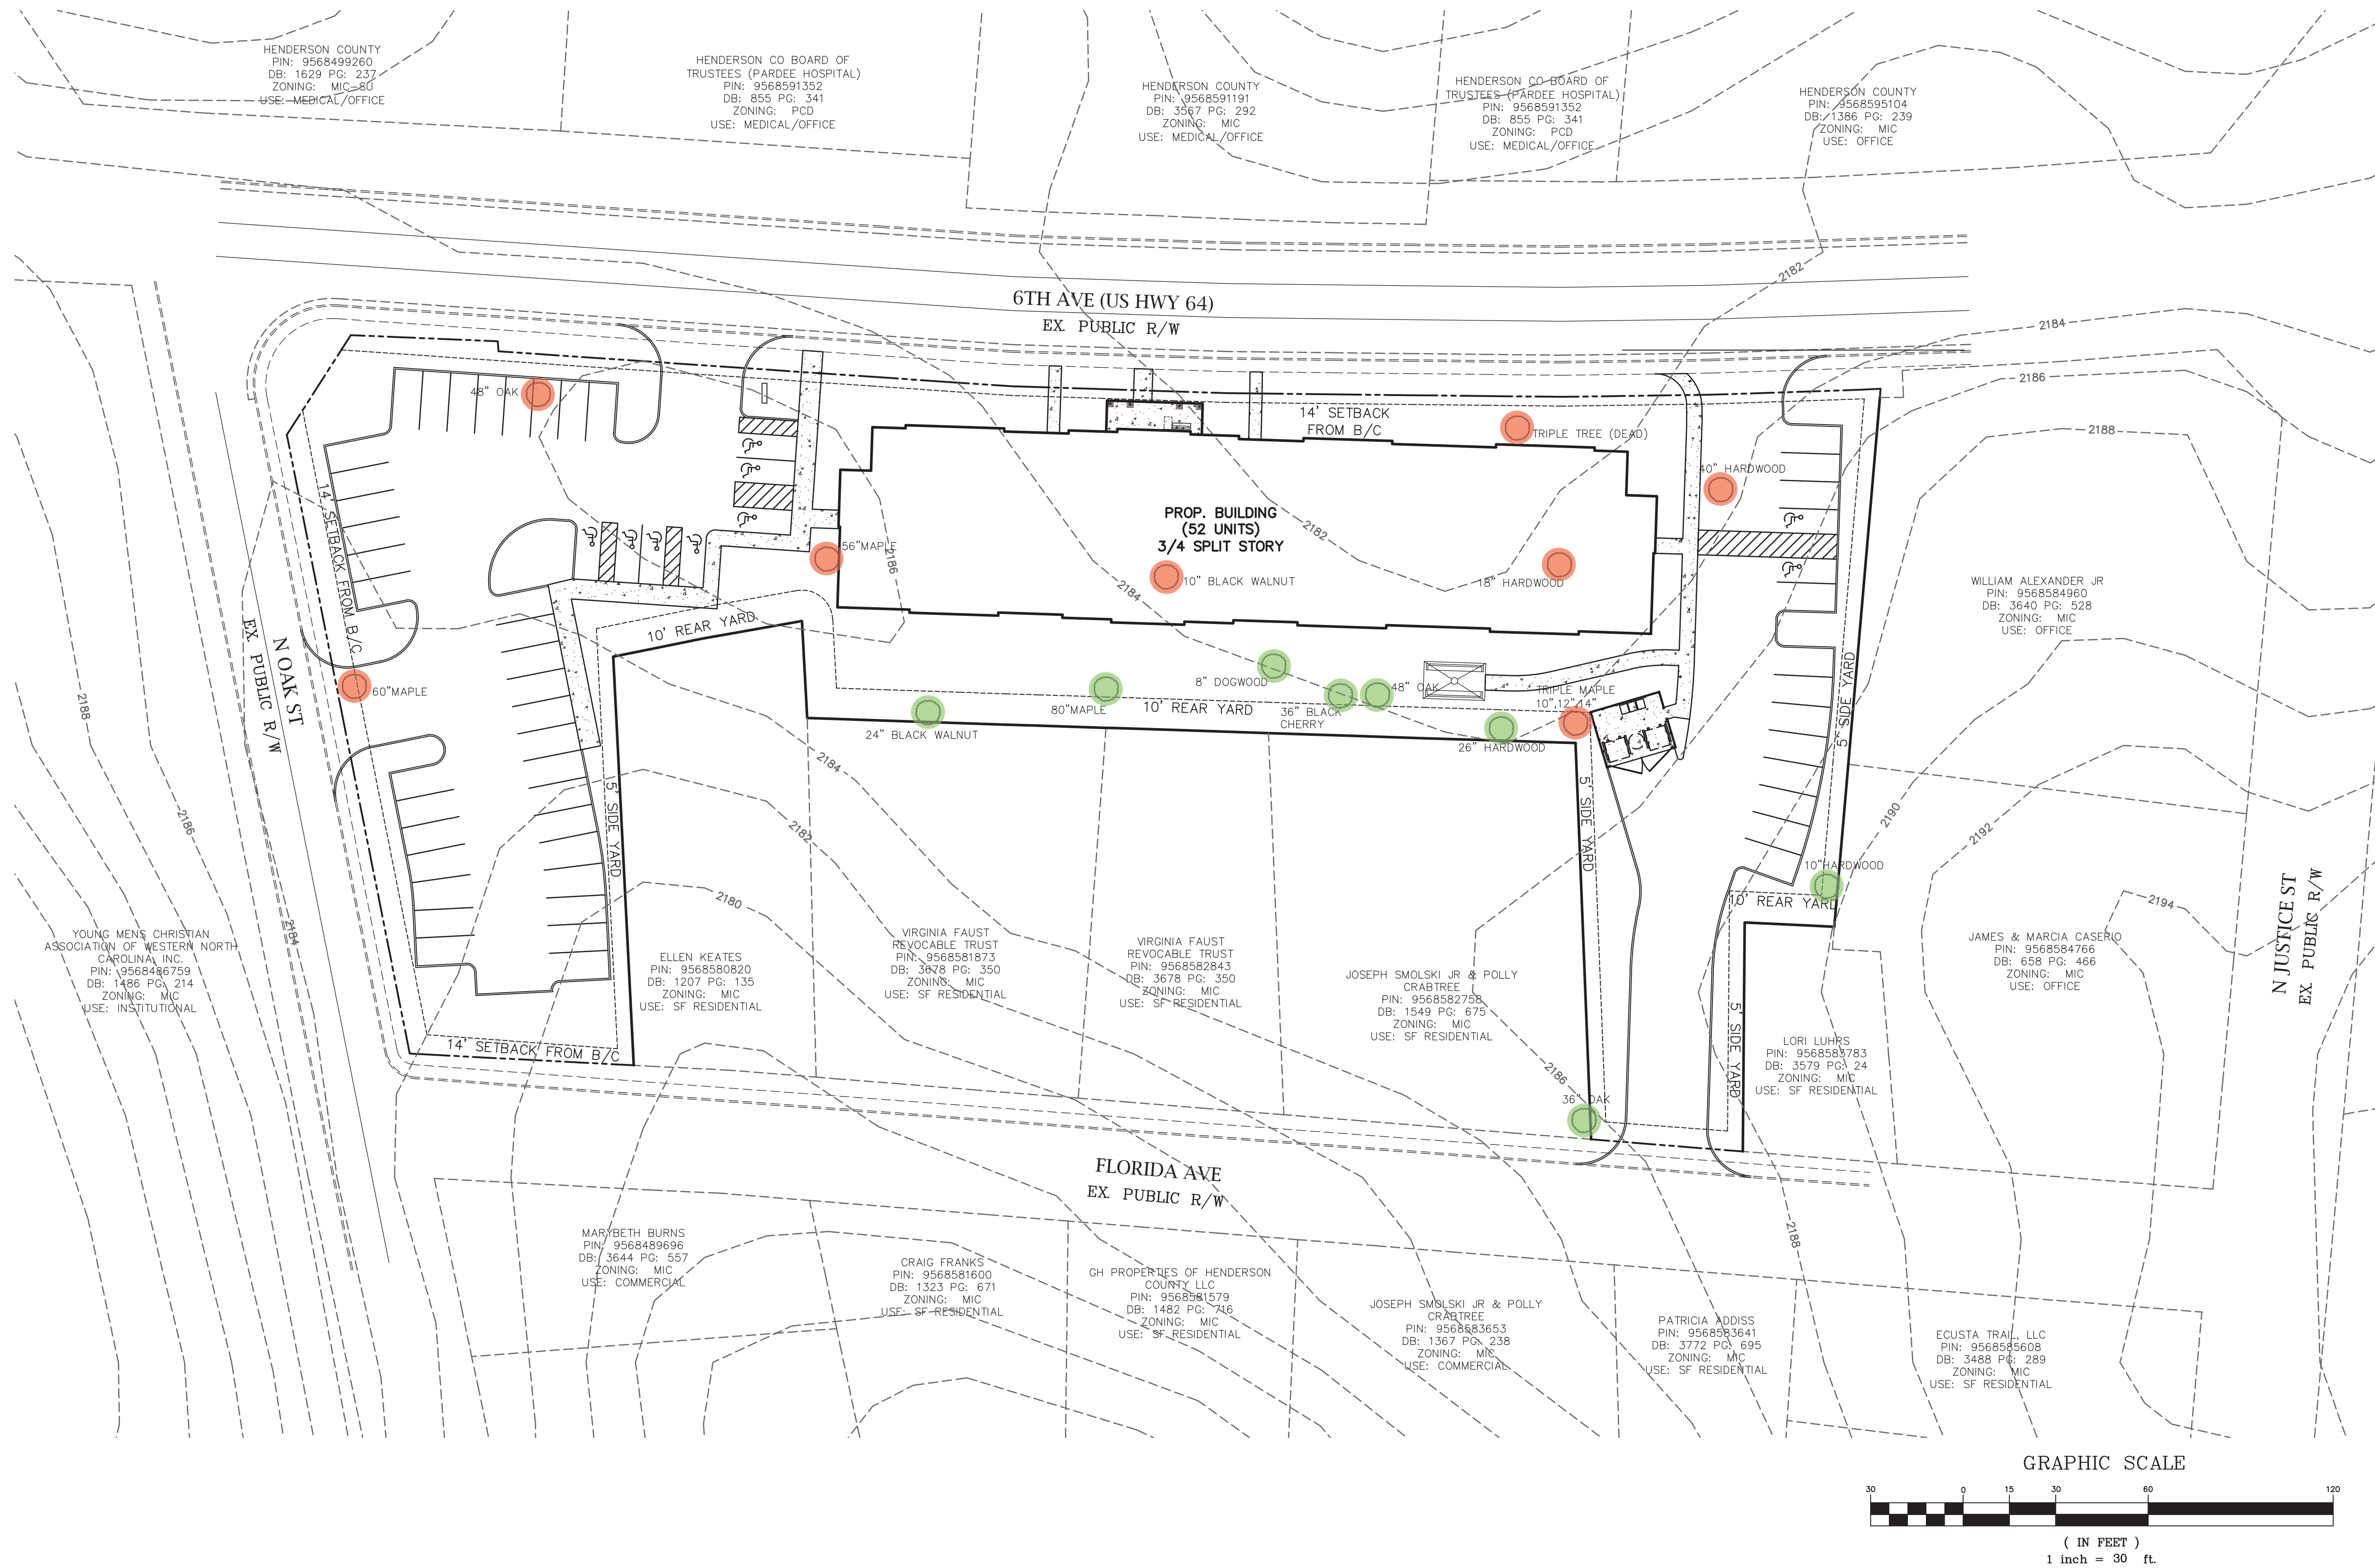 HENDERSON COUNTY
PIN: 9568499260
DB: 1629 PG: 237
ZONING: MIC-SU
USE: MEDICAL/OFFICE
HENDERSON CO BOARD OF
TRUSTEES (PARDEE HOSPITAL)
PIN: 9568591352
DB: 855 PG: 341
ZONING: PCD
USE: MEDICAL/OFFICE
HENDERSON COUNTY
PIN: 9568591191
DB: 3567 PG: 292
ZONING: MIC
USE: MEDICAL/OFFICE
HENDERSON CO BOARD OF
TRUSTEES (PARDEE HOSPITAL)
PIN: 9568591352
DB: 855 PG: 341
ZONING: PCD
USE: MEDICAL/OFFICE
HENDERSON COUNTY
PIN: 9568595104
DB: 1386 PG: 239
ZONING: MIC
USE: OFFICE
2182
6TH AVE (US HWY 64)
EX. PUBLIC R/W
2184
2186
2188
48" OAK
14' SETBACK
FROM B/C
TRIPLE TREE (DEAD)
40" HARDWOOD
14' SETBACK FROM B/C
PROP. BUILDING
(52 UNITS)
3/4 SPLIT STORY
2182
56"MAPLE
2186
10" BLACK WALNUT
18" HARDWOOD
2184
WILLIAM ALEXANDER JR
PIN: 9568584960
DB: 3640 PG: 528
ZONING: MIC
USE: OFFICE
10' REAR YARD
N OAK ST
EX. PUBLIC R/W
60"MAPLE
2188
2186
2184
8" DOGWOOD
80"MAPLE
10' REAR YARD
36" BLACK
CHERRY
48" OAK
TRIPLE MAPLE
10",12",14"
24" BLACK WALNUT
26" HARDWOOD
5' SIDE YARD
2184
2182
2180
5' SIDE YARD
5' SIDE YARD
2190
2192
10"HARDWOOD
10' REAR YARD
2194
N JUSTICE ST
EX. PUBLIC R/W
YOUNG MENS CHRISTIAN
ASSOCIATION OF WESTERN NORTH
CAROLINA, INC.
PIN: 9568486759
DB: 1486 PG: 214
ZONING: MIC
USE: INSTITUTIONAL
ELLEN KEATES
PIN: 9568580820
DB: 1207 PG: 135
ZONING: MIC
USE: SF RESIDENTIAL
VIRGINIA FAUST
REVOCABLE TRUST
PIN: 9568581873
DB: 3678 PG: 350
ZONING: MIC
USE: SF RESIDENTIAL
VIRGINIA FAUST
REVOCABLE TRUST
PIN: 9568582843
DB: 3678 PG: 350
ZONING: MIC
USE: SF RESIDENTIAL
JOSEPH SMOLSKI JR & POLLY
CRABTREE
PIN: 9568582758
DB: 1549 PG: 675
ZONING: MIC
USE: SF RESIDENTIAL
JAMES & MARCIA CASERIO
PIN: 9568584766
DB: 658 PG: 466
ZONING: MIC
USE: OFFICE
5' SIDE YARD
LORI LUHRS
PIN: 9568583783
DB: 3579 PG: 24
ZONING: MIC
USE: SF RESIDENTIAL
14' SETBACK FROM B/C
2186
36" OAK
FLORIDA AVE
EX. PUBLIC R/W
2188
MARYBETH BURNS
PIN: 9568489696
DB: 3644 PG: 557
ZONING: MIC
USE: COMMERCIAL
CRAIG FRANKS
PIN: 9568581600
DB: 1323 PG: 671
ZONING: MIC
USE: SF RESIDENTIAL
GH PROPERTIES OF HENDERSON
COUNTY LLC
PIN: 9568581579
DB: 1482 PG: 716
ZONING: MIC
USE: SF RESIDENTIAL
JOSEPH SMOLSKI JR & POLLY
CRABTREE
PIN: 9568583653
DB: 1367 PG: 238
ZONING: MIC
USE: COMMERCIAL
PATRICIA ADDISS
PIN: 9568583641
DB: 3772 PG: 695
ZONING: MIC
USE: SF RESIDENTIAL
ECUSTA TRAIL, LLC
PIN: 9568585608
DB: 3488 PG: 289
ZONING: MIC
USE: SF RESIDENTIAL
GRAPHIC SCALE
30 0 15 30 60 120
( IN FEET )
1 inch = 30 ft.